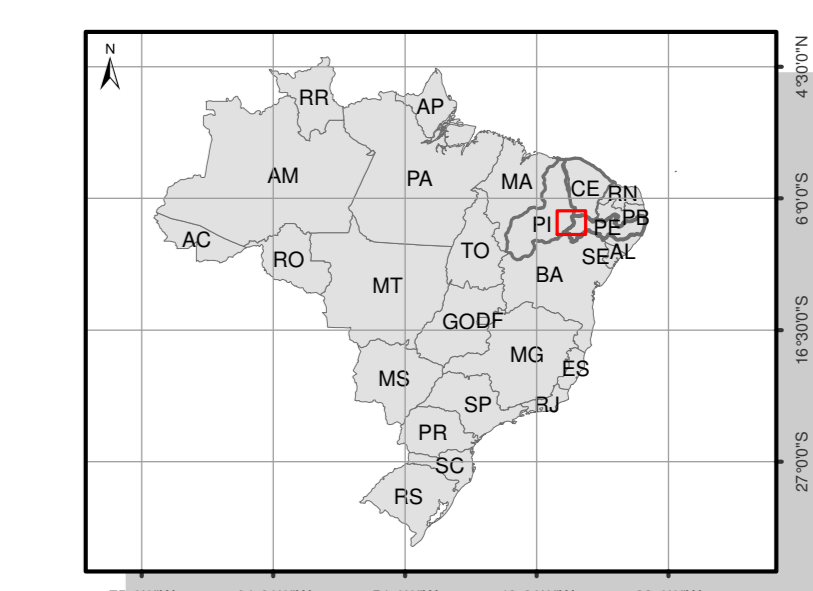 N
4°30'0"N
RR
AP
AM
PA
MA
CE
RN
6°0'0"S
PI
PE
PB
AC
RO
TO
SE
AL
BA
MT
GO
DF
16°30'0"S
MG
ES
MS
SP
RJ
PR
27°0'0"S
SC
RS